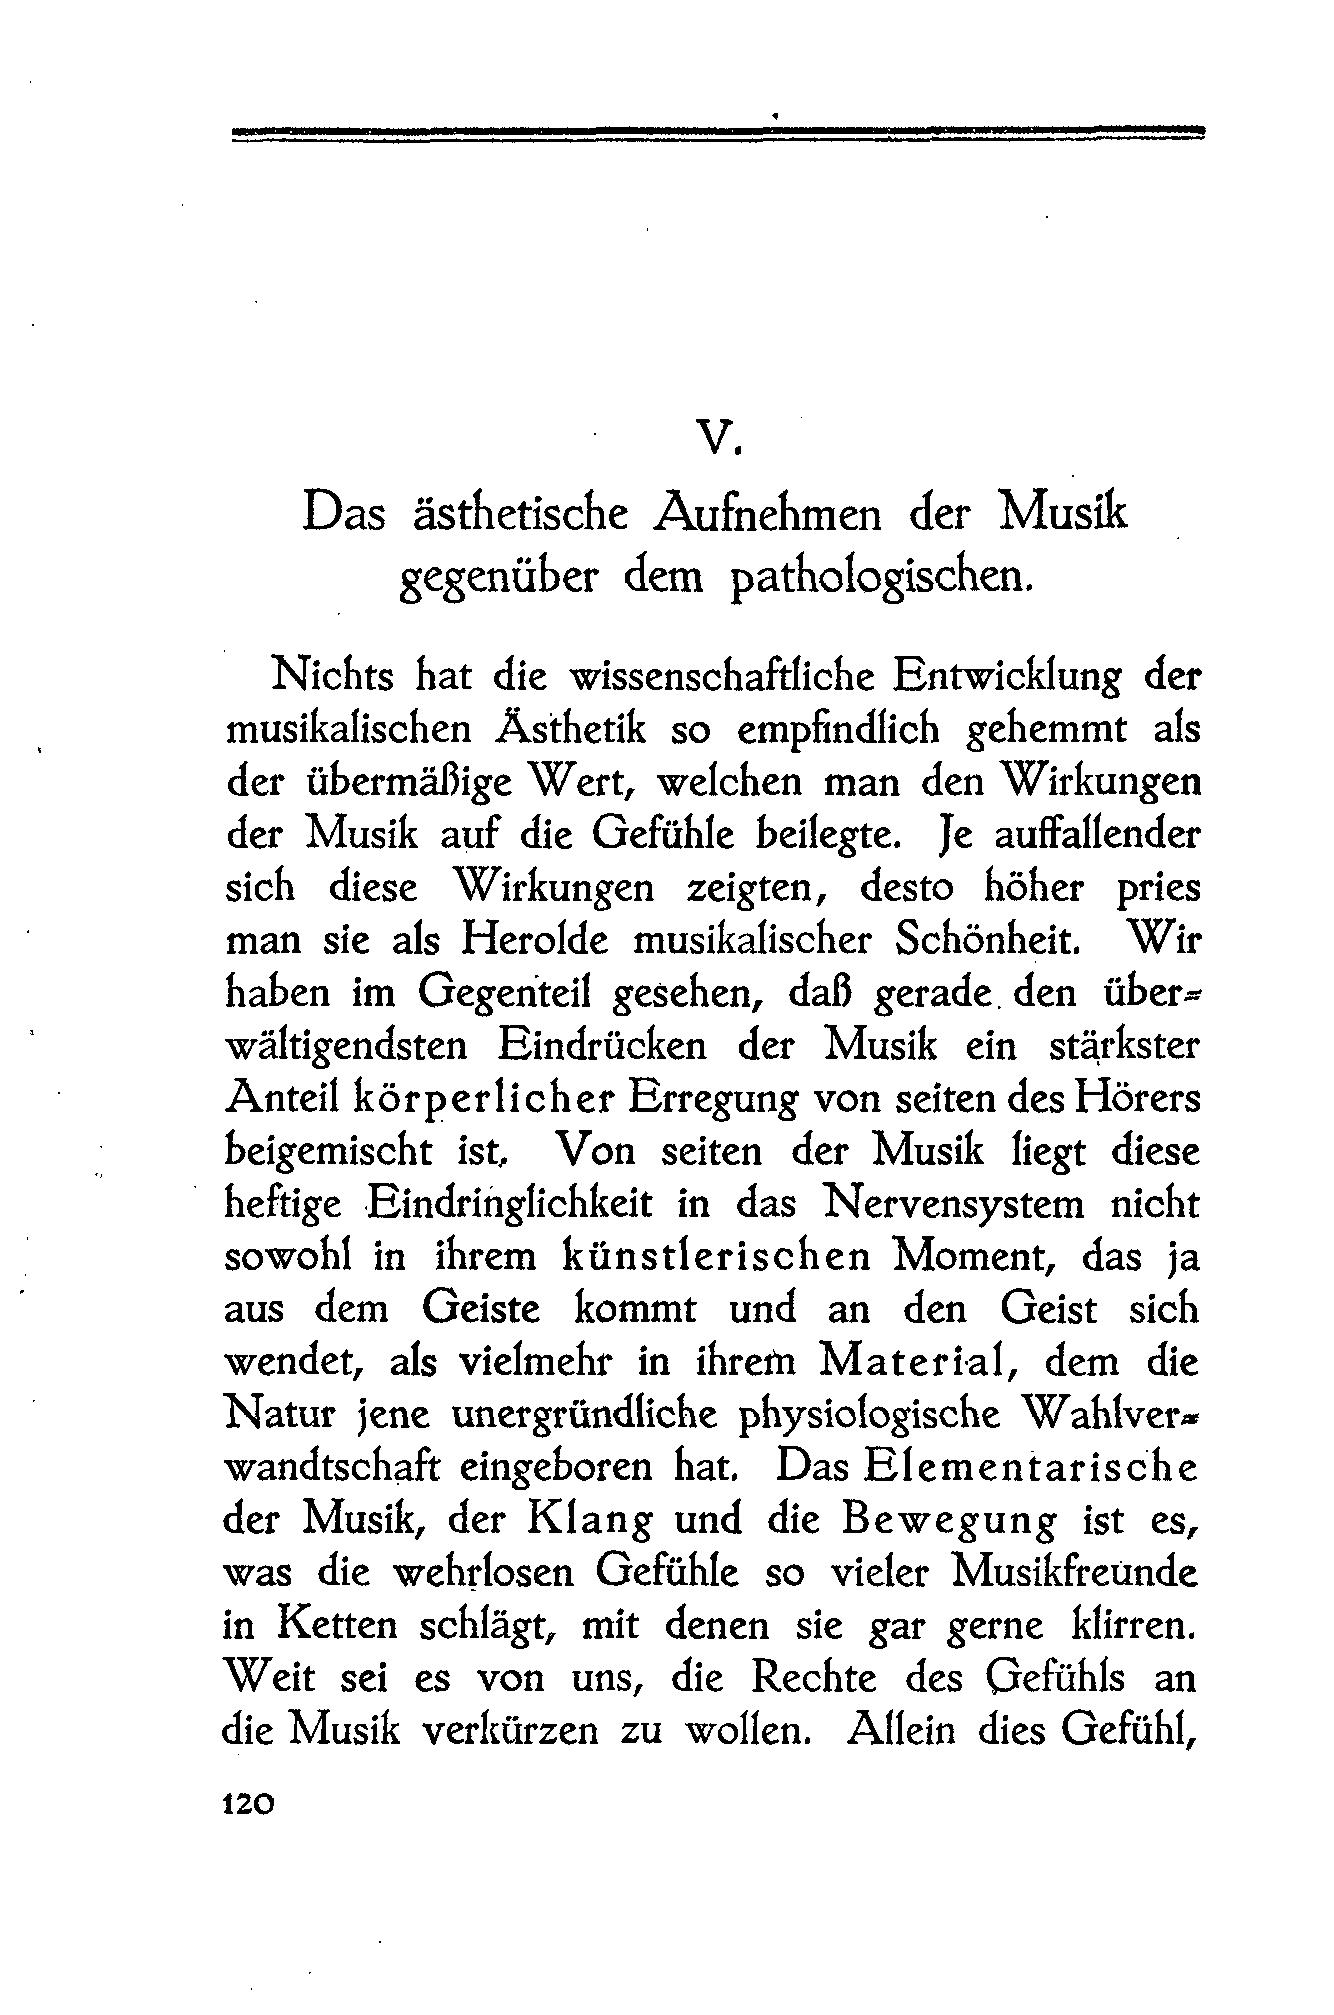 V.
Das ästhetische Aufnehmen der Musik
gegenüber dem pathologischen.
Nichts hat die wissenschaftliche Entwicklung der
musikalischen Ästhetik so empfindlich gehemmt als
der übermäßige Wert, welchen man den Wirkungen
der Musik auf die Gefühle beilegte. Je auffallender
sich diese Wirkungen zeigten, desto höher pries
man sie als Herolde musikalischer Schönheit. Wir
haben im Gegenteil gesehen, daß gerade den über-
wältigendsten Eindrücken der Musik ein stärkster
Anteil körperlicher Erregung von seiten des Hörers
beigemischt ist. Von seiten der Musik liegt diese
heftige Eindringlichkeit in das Nervensystem nicht
sowohl in ihrem künstlerischen Moment, das ja
aus dem Geiste kommt und an den Geist sich
wendet, als vielmehr in ihrem Material, dem die
Natur jene unergründliche physiologische Wahlver-
wandtschaft eingeboren hat. Das Elementarische
der Musik, der Klang und die Bewegung ist es,
was die wehrlosen Gefühle so vieler Musikfreunde
in Ketten schlägt, mit denen sie gar gerne klirren.
Weit sei es von uns, die Rechte des Gefühls an
die Musik verkürzen zu wollen. Allein dies Gefühl,
120